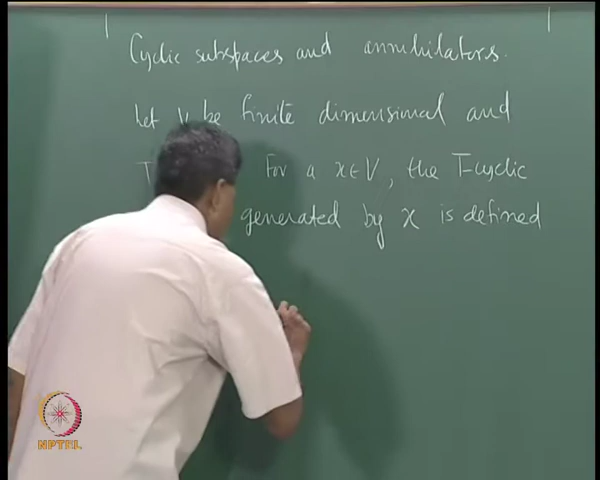 Cyclic subspaces and annihilators.
Let V be finite dimensional and
T For a x ∈ V, the T-cyclic
generated by x is defined
NPTEL